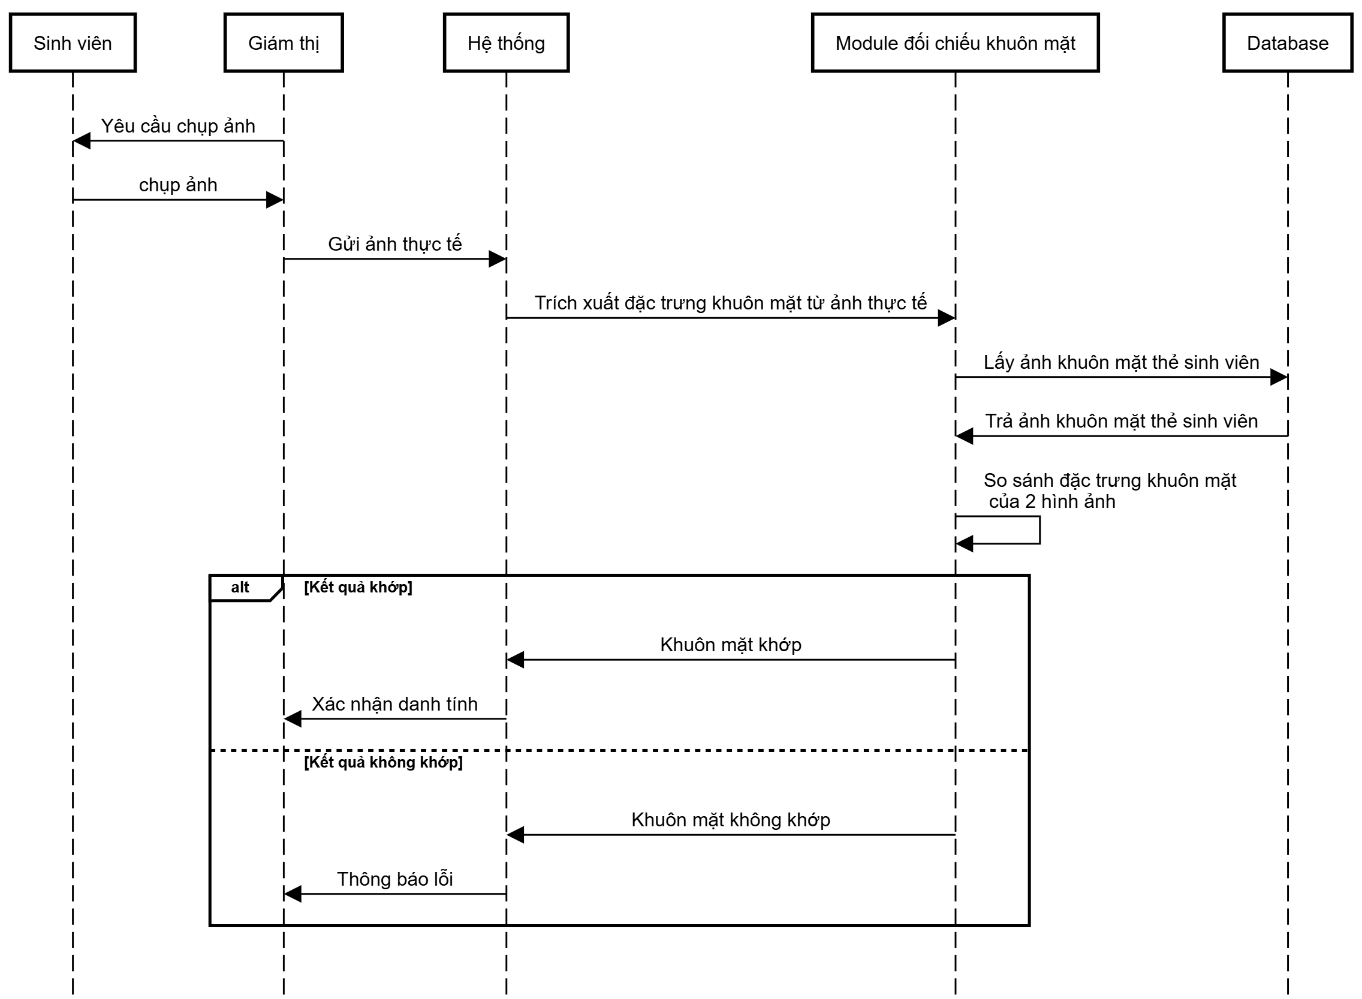 Sinh viên
Giám thị
Hệ thống
Module đối chiếu khuôn mặt
Database
Yêu cầu chụp ảnh
chụp ảnh
Gửi ảnh thực tế
Trích xuất đặc trưng khuôn mặt từ ảnh thực tế
Lấy ảnh khuôn mặt thẻ sinh viên
Trả ảnh khuôn mặt thẻ sinh viên
So sánh đặc trưng khuôn mặt
của 2 hình ảnh
alt
[Kết quả khớp]
Khuôn mặt khớp
Xác nhận danh tính
[Kết quả không khớp]
Khuôn mặt không khớp
Thông báo lỗi